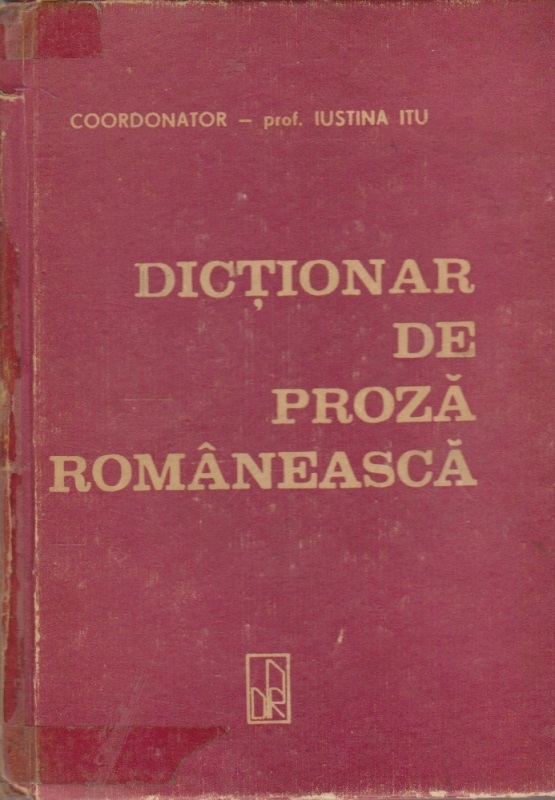 COORDONATOR – prof. IUSTINA ITU
DICȚIONAR
DE
PROZĂ
ROMÂNEASCĂ